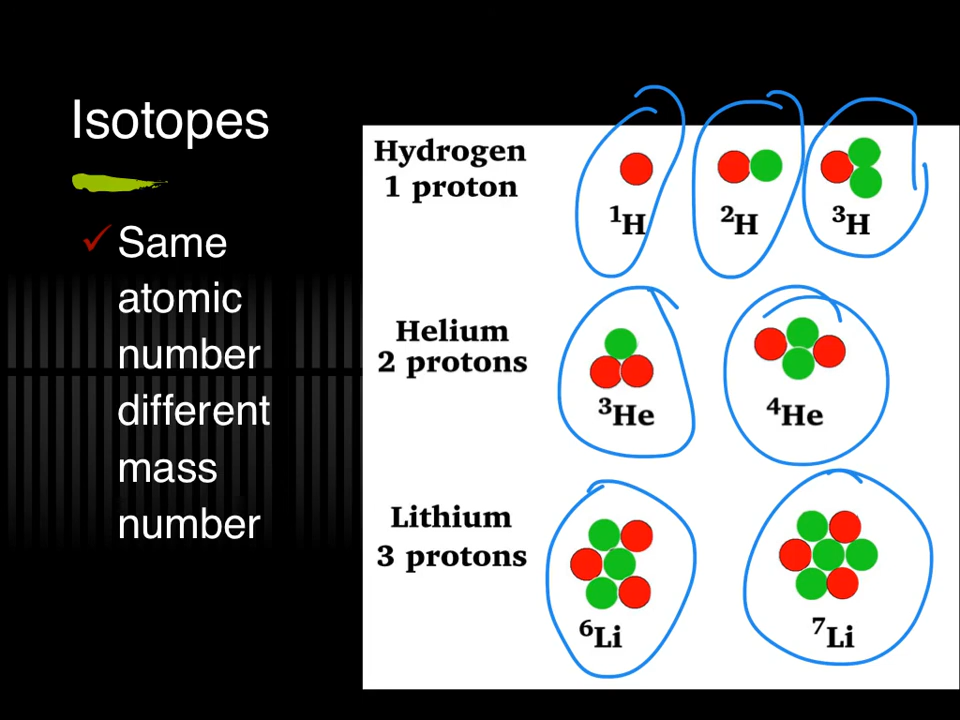 Isotopes
Same
atomic
number
different
mass
number
Hydrogen
1 proton
¹H ²H ³H
Helium
2 protons
³He ⁴He
Lithium
3 protons
⁶Li ⁷Li